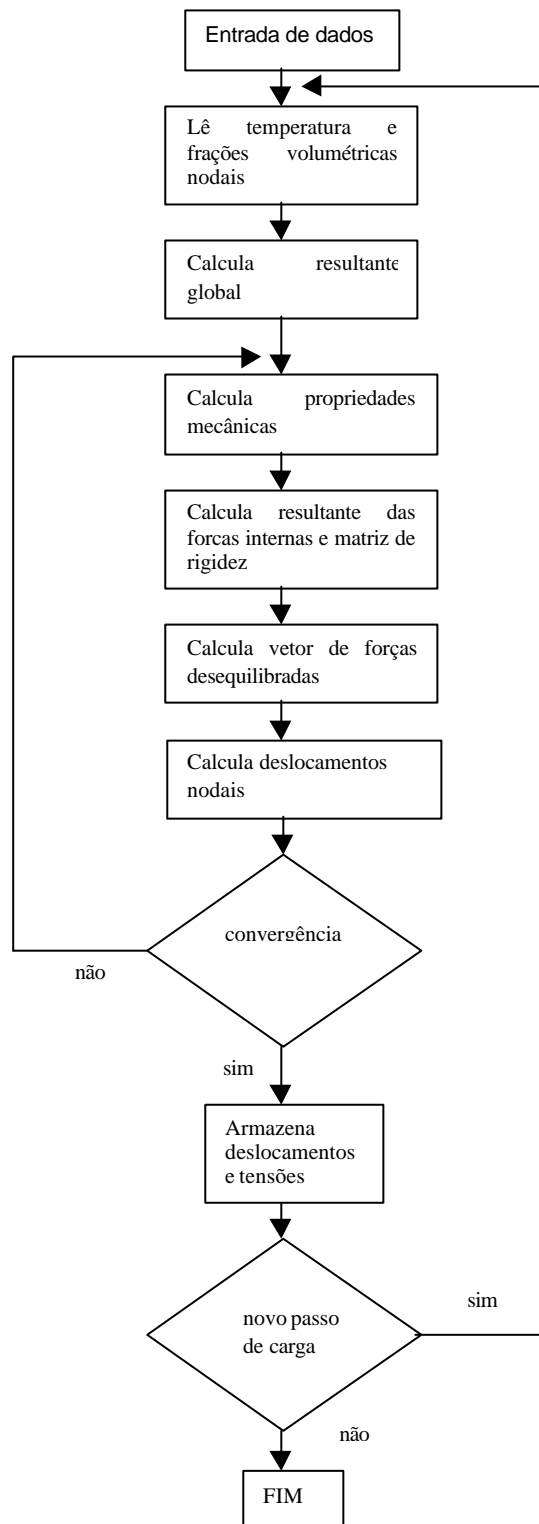 Entrada de dados
Lê temperatura e
frações volumétricas
nodais
Calcula resultante
global
Calcula propriedades
mecânicas
Calcula resultante das
forcas internas e matriz de
rigidez
Calcula vetor de forças
desequilibradas
Calcula deslocamentos
nodais
convergência
não
sim
Armazena
deslocamentos
e tensões
novo passo
de carga
sim
não
FIM